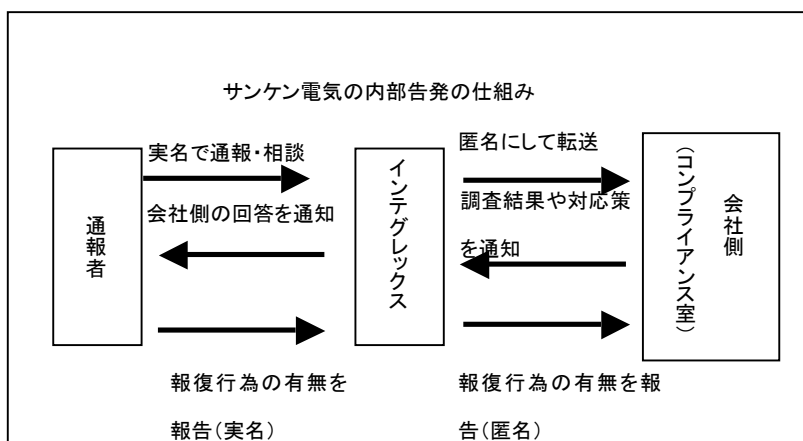 サンケン電気の内部告発の仕組み
実名で通報・相談
匿名にして転送
会社側の回答を通知
調査結果や対応策
を通知
通報者
インテグレックス
会社側
(コンプライアンス室)
報復行為の有無を
報告(実名)
報復行為の有無を報
告(匿名)